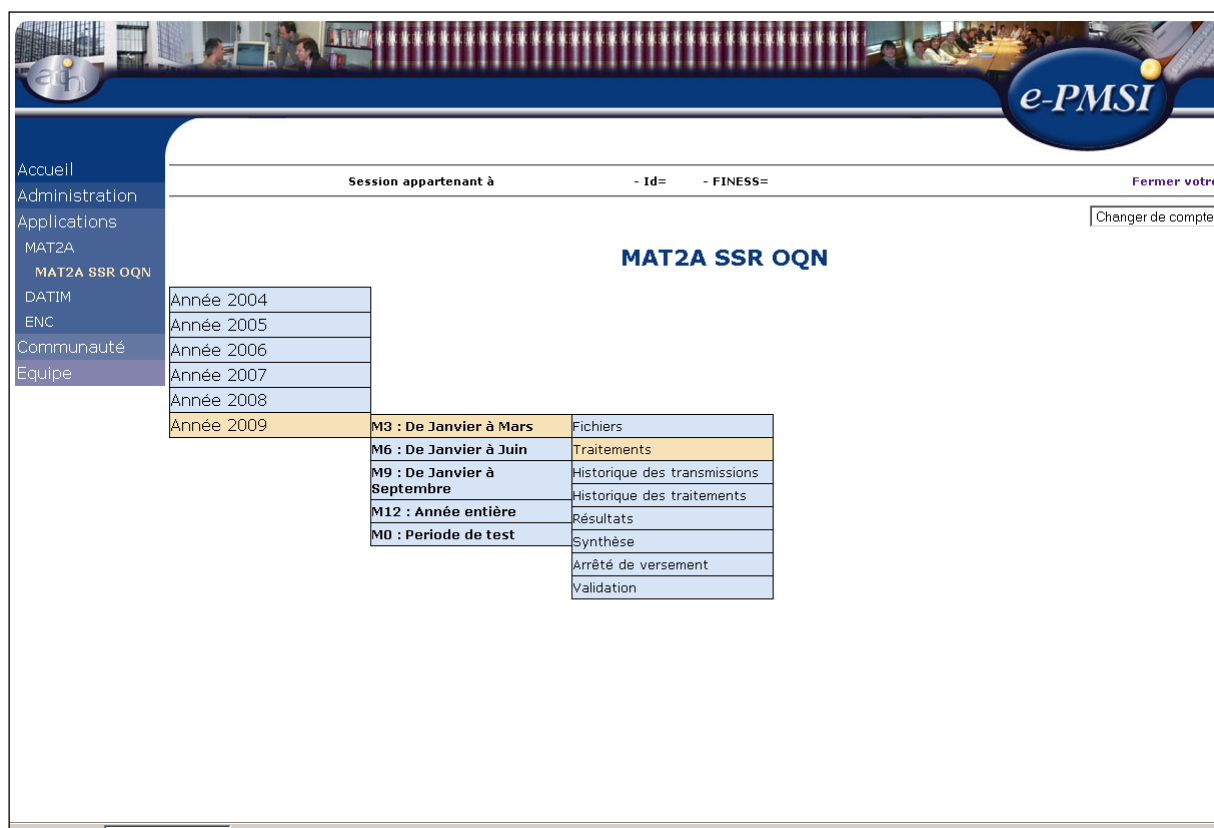 atih
e-PMSI
Accueil
Administration
Applications
MAT2A
MAT2A SSR OQN
DATIM
ENC
Communauté
Equipe
Session appartenant à - Id= - FINESS=
Fermer votre
Changer de compte
MAT2A SSR OQN
Année 2004
Année 2005
Année 2006
Année 2007
Année 2008
Année 2009
M3 : De Janvier à Mars
M6 : De Janvier à Juin
M9 : De Janvier à
Septembre
M12 : Année entière
M0 : Periode de test
Fichiers
Traitements
Historique des transmissions
Historique des traitements
Résultats
Synthèse
Arrêté de versement
Validation